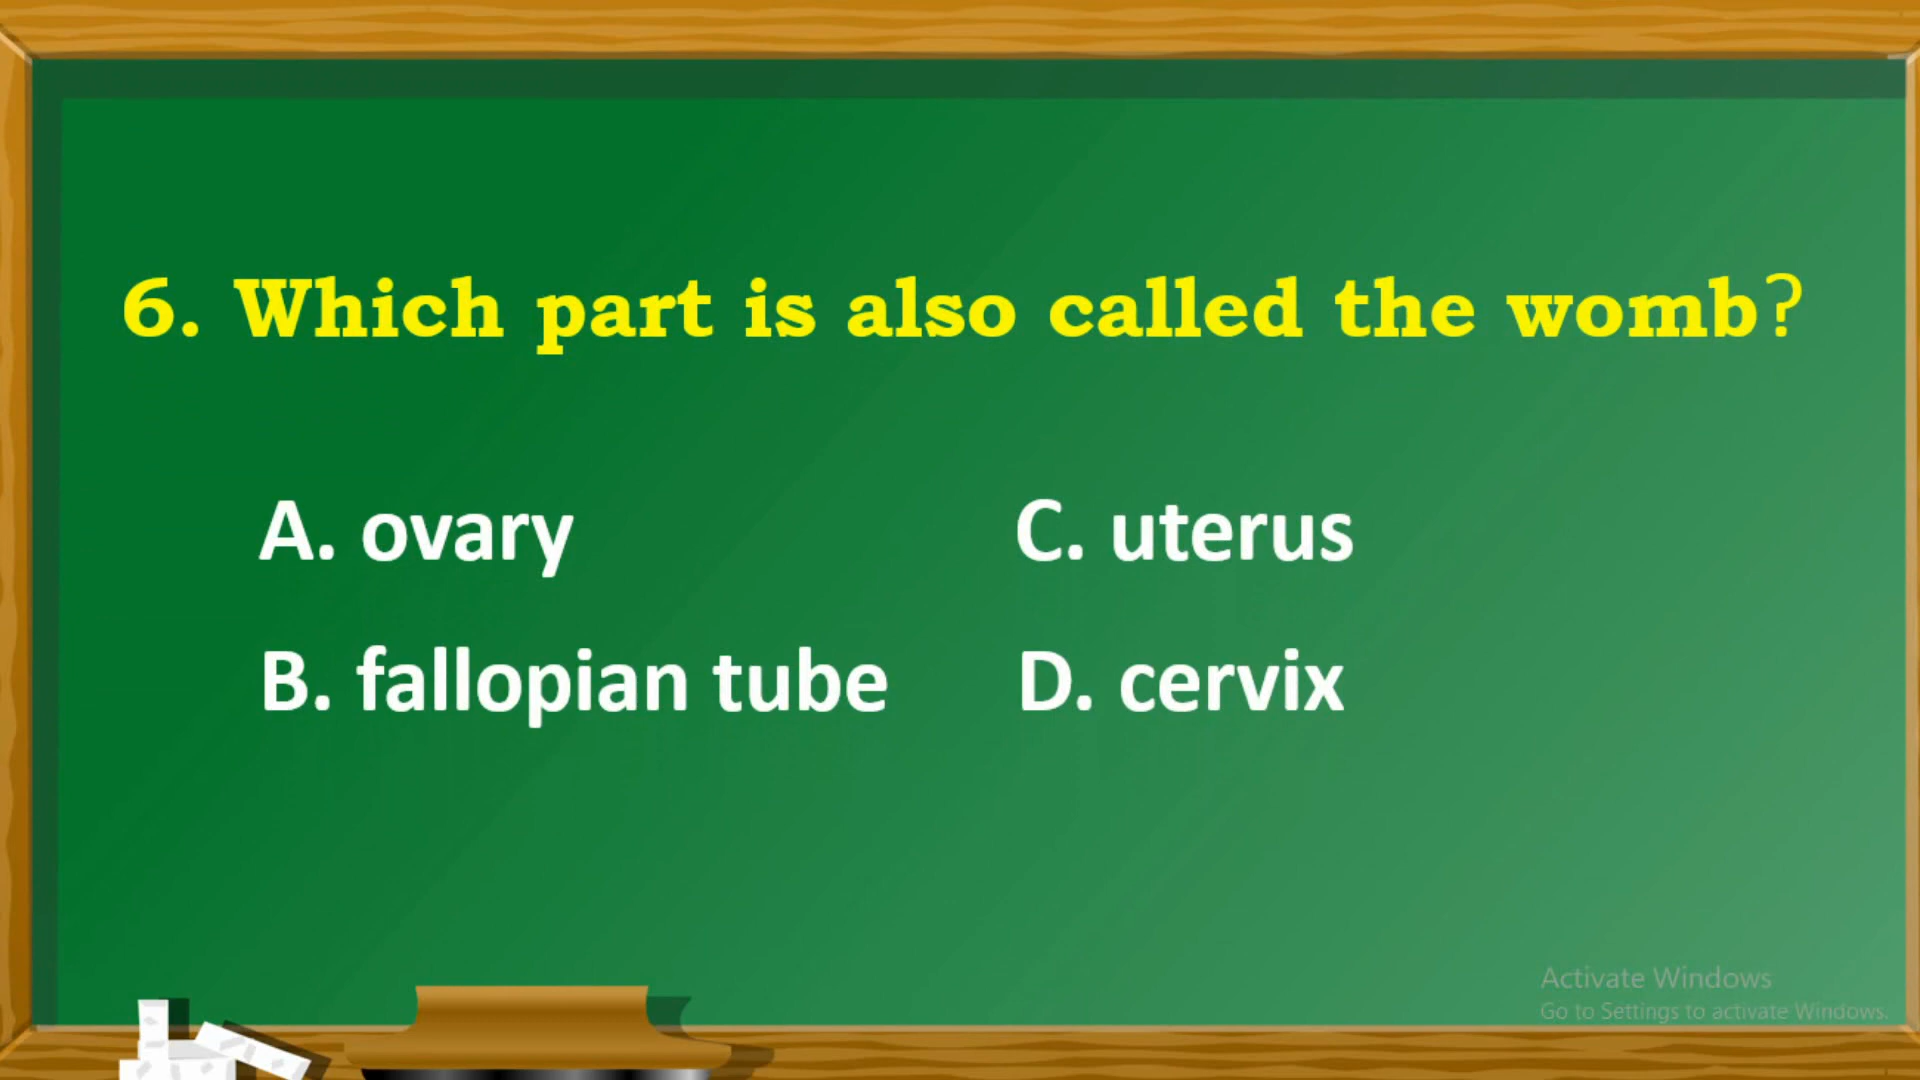 6. Which part is also called the womb?
A. ovary
C. uterus
B. fallopian tube
D. cervix
Activate Windows
Go to Settings to activate Windows.